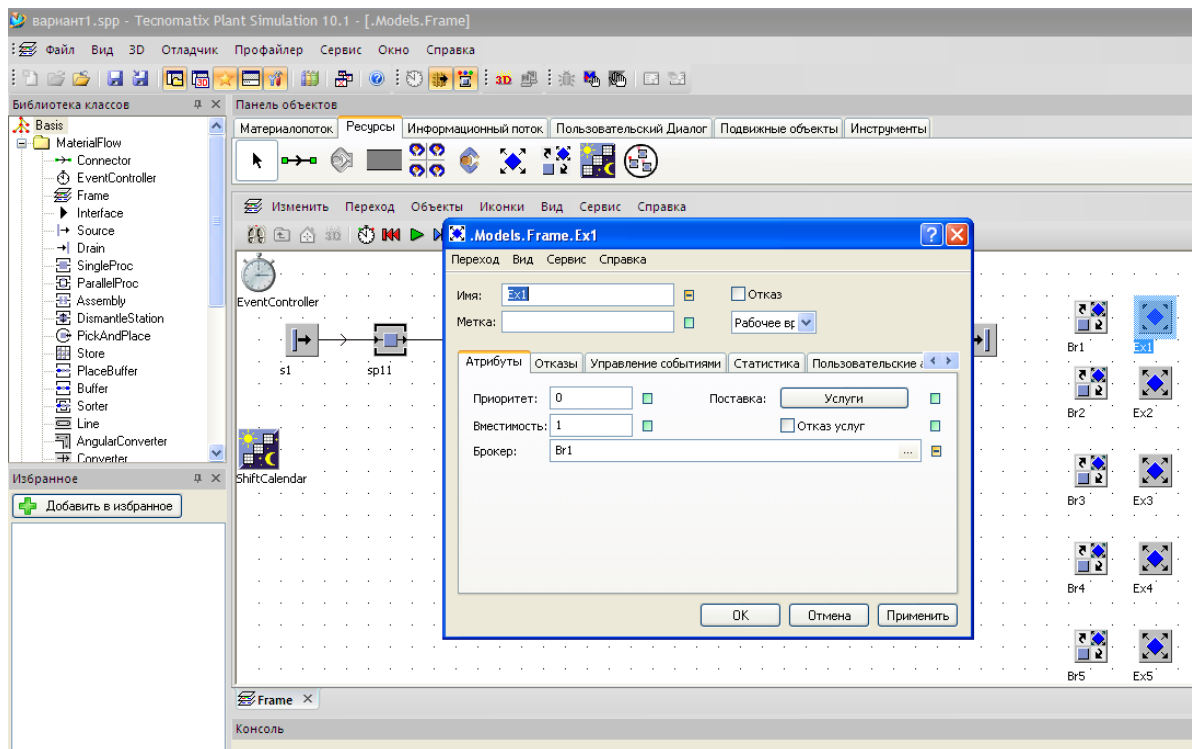 вариант1.spp - Tecnomatix Plant Simulation 10.1 - [.Models.Frame]
Файл Вид 3D Отладчик Профайлер Сервис Окно Справка
3D
3D
Библиотека классов
Basis
MaterialFlow
Connector
EventController
Frame
Interface
Source
Drain
SingleProc
ParallelProc
Assembly
DismantleStation
PickAndPlace
Store
PlaceBuffer
Buffer
Sorter
Line
AngularConverter
Converter
Избранное
Добавить в избранное
Панель объектов
Материалопоток Ресурсы Информационный поток Пользовательский Диалог Подвижные объекты Инструменты
Изменить Переход Объекты Иконки Вид Сервис Справка
3D
EventController
s1
sp11
ShiftCalendar
.Models.Frame.Ex1
Переход Вид Сервис Справка
Имя: Ex1
Отказ
Метка:
Рабочее вр
Атрибуты Отказы Управление событиями Статистика Пользовательские а
Приоритет: 0
Поставка: Услуги
Вместимость: 1
Отказ услуг
Брокер: Br1 ...
OK Отмена Применить
Br1 Ex1
Br2 Ex2
Br3 Ex3
Br4 Ex4
Br5 Ex5
Frame
Консоль